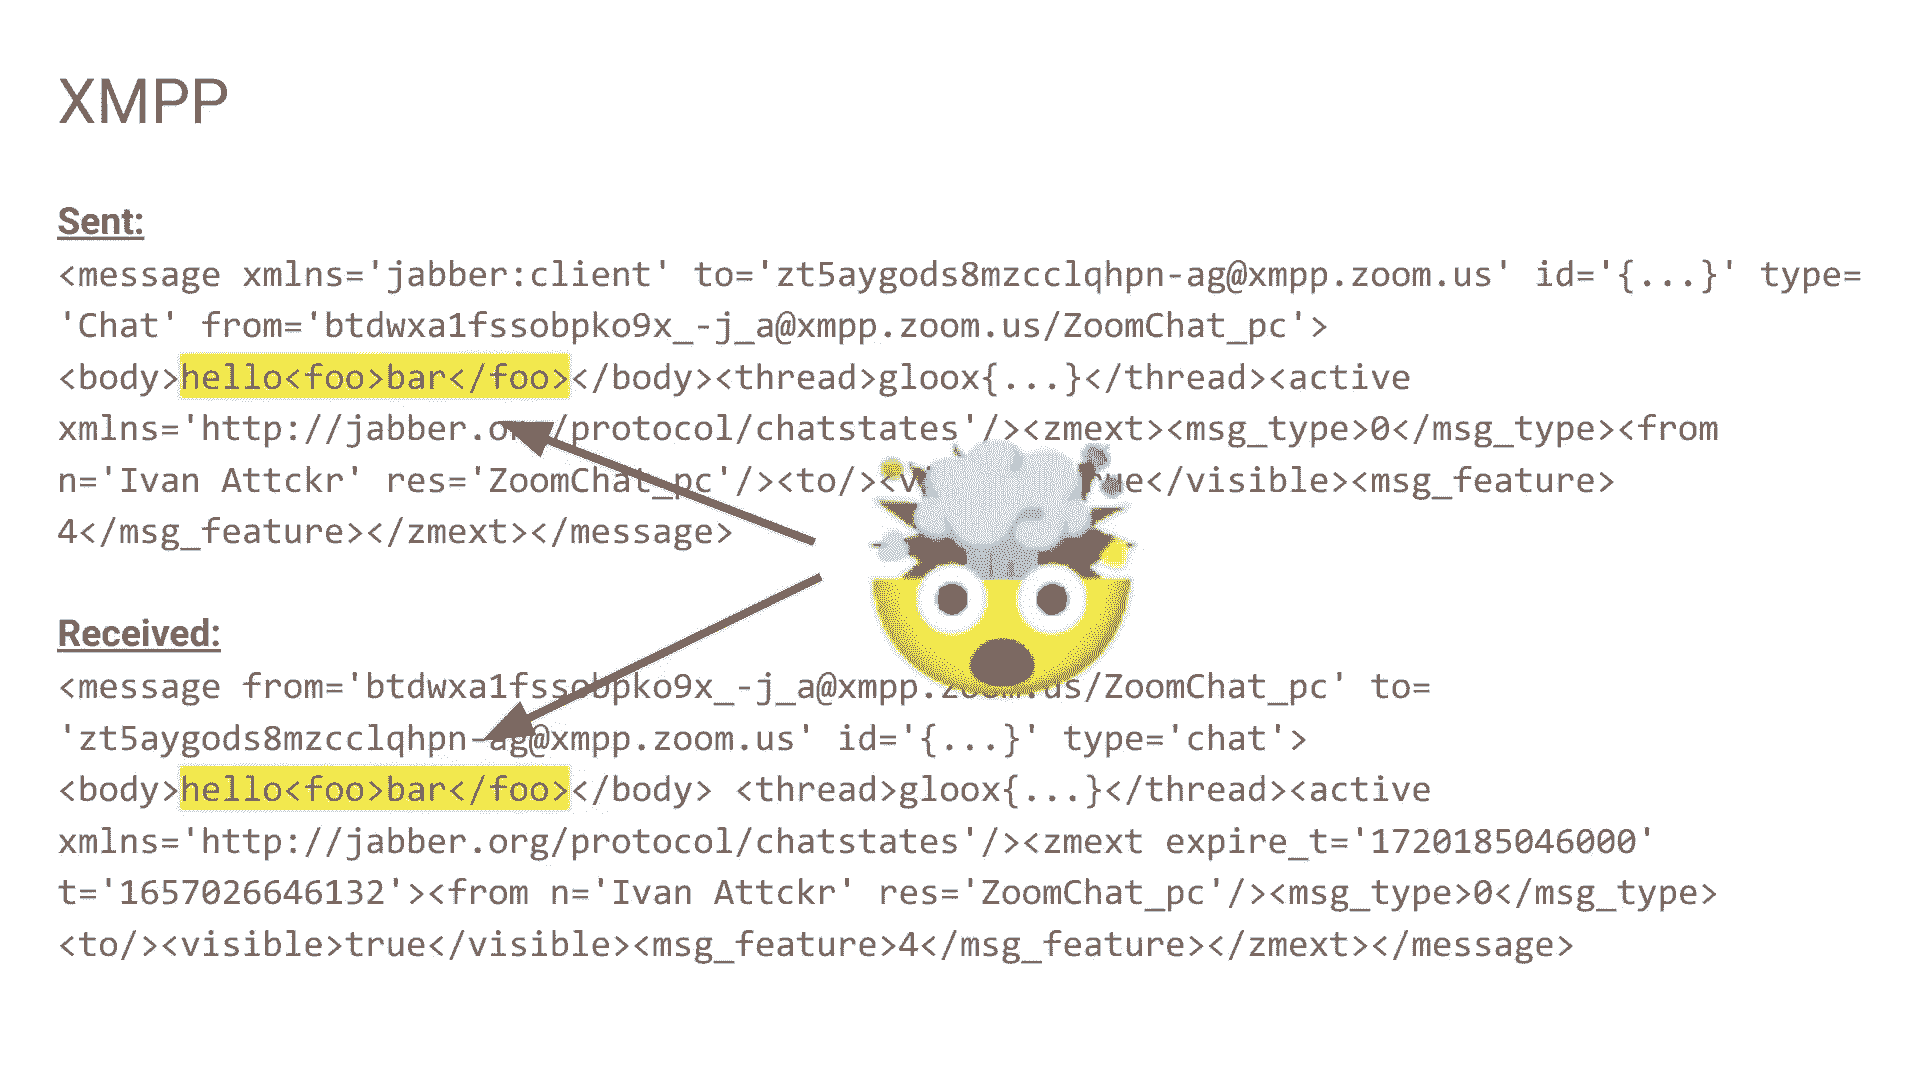 XMPP
Sent:
<message xmlns='jabber:client' to='zt5aygods8mzcclqhpn-ag@xmpp.zoom.us' id='{...}' type=
'Chat' from='btdwxa1fssobpko9x_-j_a@xmpp.zoom.us/ZoomChat_pc'>
<body>hello<foo>bar</foo></body><thread>gloox{...}</thread><active
xmlns='http://jabber.org/protocol/chatstates'/><zmext><msg_type>0</msg_type><from
n='Ivan Attckr' res='ZoomChat_pc'/><to/><visible>true</visible><msg_feature>
4</msg_feature></zmext></message>
Received:
<message from='btdwxa1fssobpko9x_-j_a@xmpp.zoom.us/ZoomChat_pc' to=
'zt5aygods8mzcclqhpn-ag@xmpp.zoom.us' id='{...}' type='chat'>
<body>hello<foo>bar</foo></body> <thread>gloox{...}</thread><active
xmlns='http://jabber.org/protocol/chatstates'/><zmext expire_t='1720185046000'
t='1657026646132'><from n='Ivan Attckr' res='ZoomChat_pc'/><msg_type>0</msg_type>
<to/><visible>true</visible><msg_feature>4</msg_feature></zmext></message>